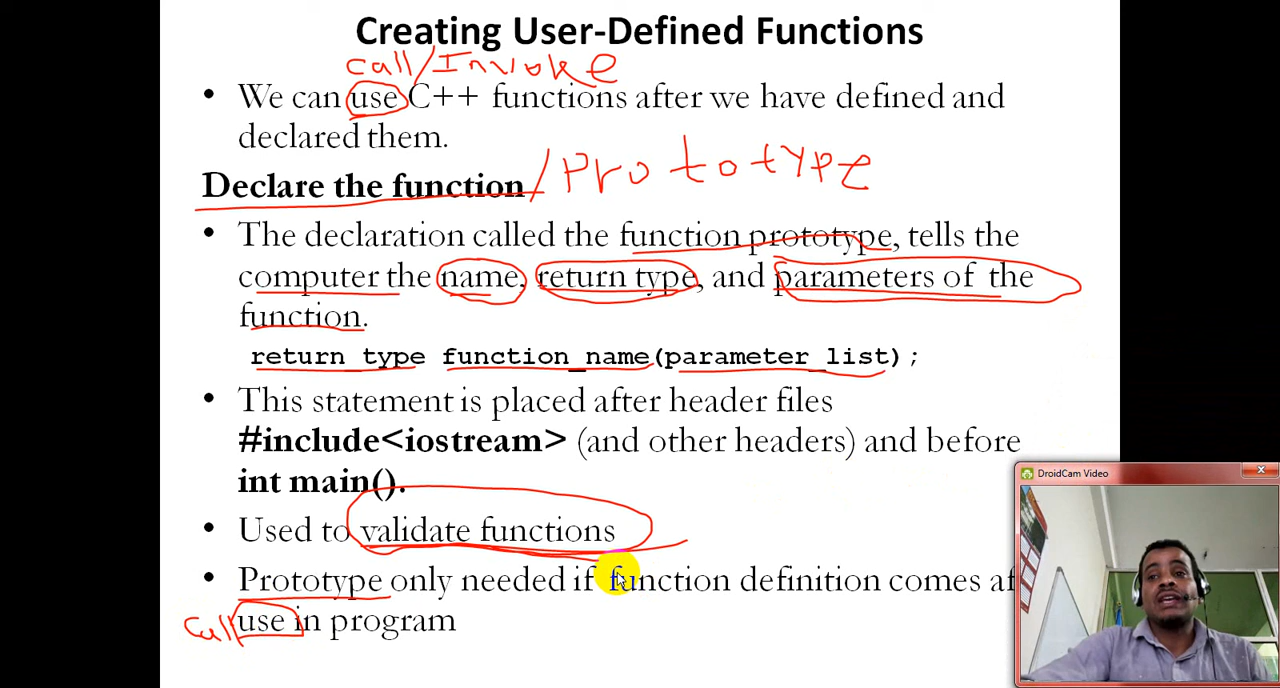 Creating User-Defined Functions
call/Invoke
• We can use C++ functions after we have defined and
declared them.
Declare the function /Prototype
• The declaration called the function prototype, tells the
computer the name, return type, and parameters of the
function.
return_type function_name(parameter_list);
• This statement is placed after header files
#include<iostream> (and other headers) and before
int main().
DroidCam Video
• Used to validate functions
• Prototype only needed if function definition comes af
call use in program